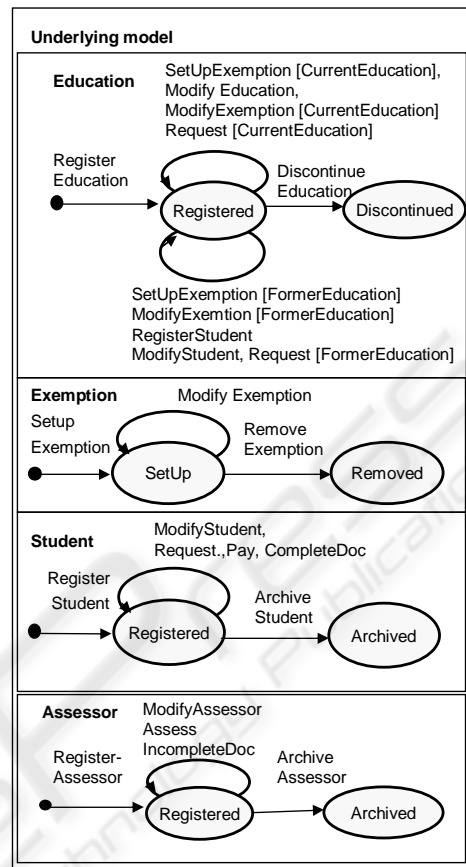 Underlying model
Education
SetUpExemption [CurrentEducation],
Modify Education,
ModifyExemption [CurrentEducation]
Request [CurrentEducation]
Register
Education
Discontinue
Education
Registered
Discontinued
SetUpExemption [FormerEducation]
ModifyExemtion [FormerEducation]
RegisterStudent
ModifyStudent, Request [FormerEducation]
Exemption
Modify Exemption
Setup
Exemption
Remove
Exemption
SetUp
Removed
Student
ModifyStudent,
Request.,Pay, CompleteDoc
Register
Student
Archive
Student
Registered
Archived
Assessor
ModifyAssessor
Assess
IncompleteDoc
Register-
Assessor
Archive
Assessor
Registered
Archived